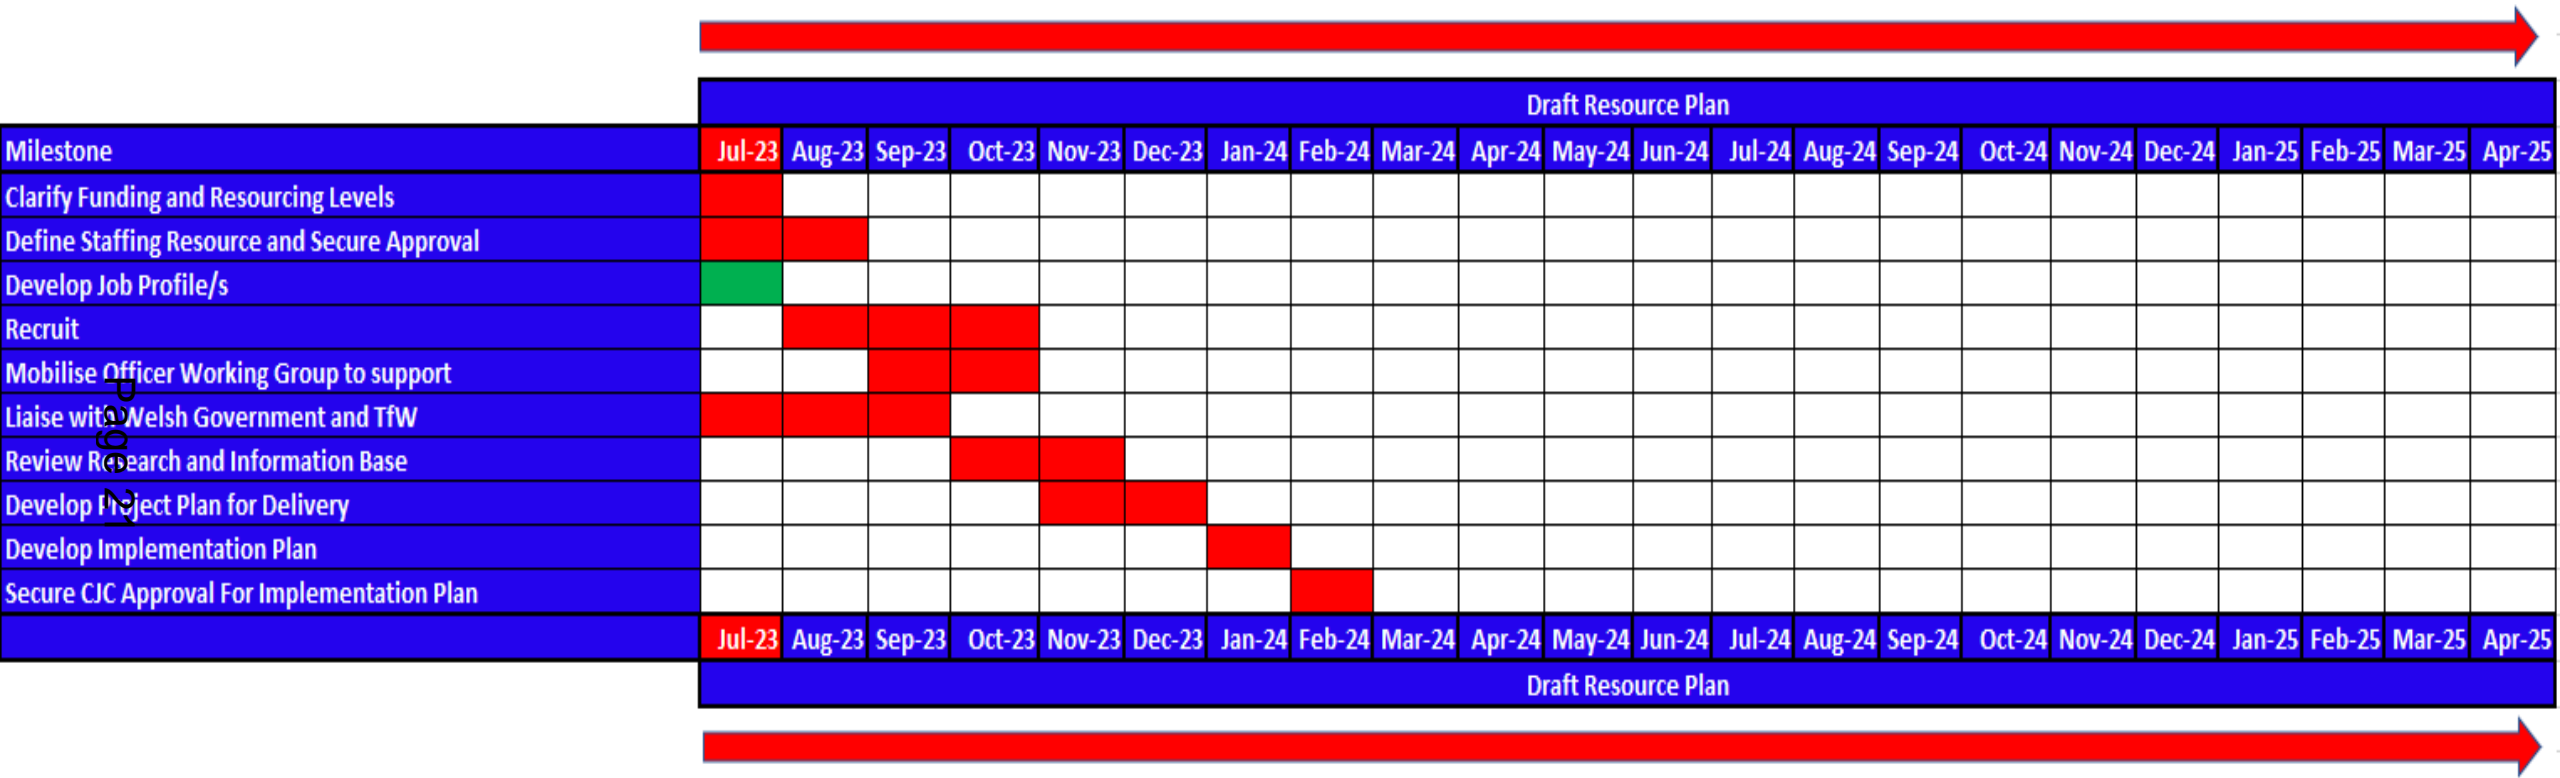 Draft Resource Plan
Milestone Jul-23 Aug-23 Sep-23 Oct-23 Nov-23 Dec-23 Jan-24 Feb-24 Mar-24 Apr-24 May-24 Jun-24 Jul-24 Aug-24 Sep-24 Oct-24 Nov-24 Dec-24 Jan-25 Feb-25 Mar-25 Apr-25
Clarify Funding and Resourcing Levels
Define Staffing Resource and Secure Approval
Develop Job Profile/s
Recruit
Mobilise Officer Working Group to support
Liaise with Welsh Government and TfW
Review Research and Information Base
Develop Project Plan for Delivery
Develop Implementation Plan
Secure CJC Approval For Implementation Plan
Jul-23 Aug-23 Sep-23 Oct-23 Nov-23 Dec-23 Jan-24 Feb-24 Mar-24 Apr-24 May-24 Jun-24 Jul-24 Aug-24 Sep-24 Oct-24 Nov-24 Dec-24 Jan-25 Feb-25 Mar-25 Apr-25
Draft Resource Plan
Page 21